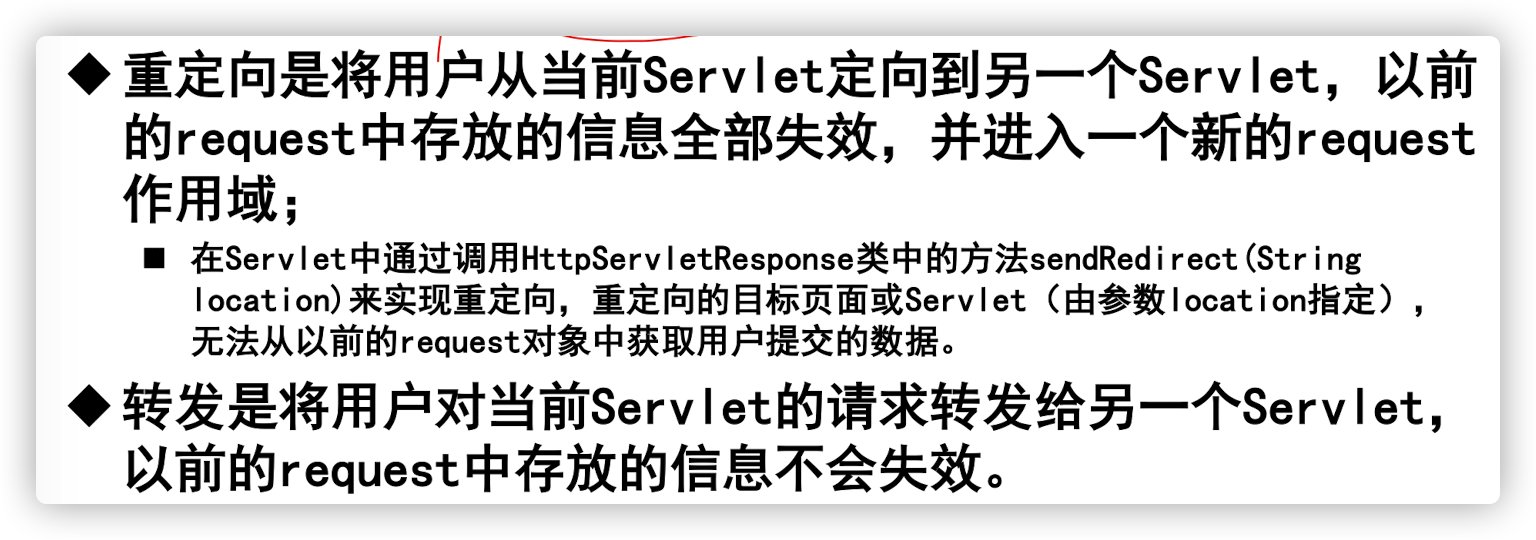 ◆ 重定向是将用户从当前Servlet定向到另一个Servlet，以前
的request中存放的信息全部失效，并进入一个新的request
作用域；
■ 在Servlet中通过调用HttpServletResponse类中的方法sendRedirect(String
location)来实现重定向，重定向的目标页面或Servlet（由参数location指定），
无法从以前的request对象中获取用户提交的数据。
◆ 转发是将用户对当前Servlet的请求转发给另一个Servlet，
以前的request中存放的信息不会失效。